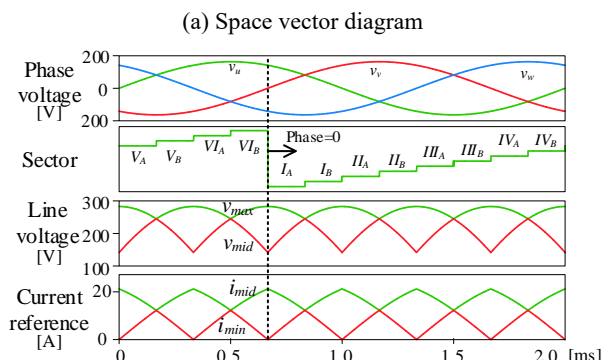 (a) Space vector diagram
Phase voltage [V]
200
0
200
v_u
v_v
v_w
Sector
V_A V_B VI_A VI_B
Phase=0
I_A I_B II_A II_B III_A III_B IV_A IV_B
Line voltage [V]
300
200
100
v_max
v_mid
Current reference [A]
20
0
i_mid
i_min
0 0 5 1 0 1 5 2 0 [ms]